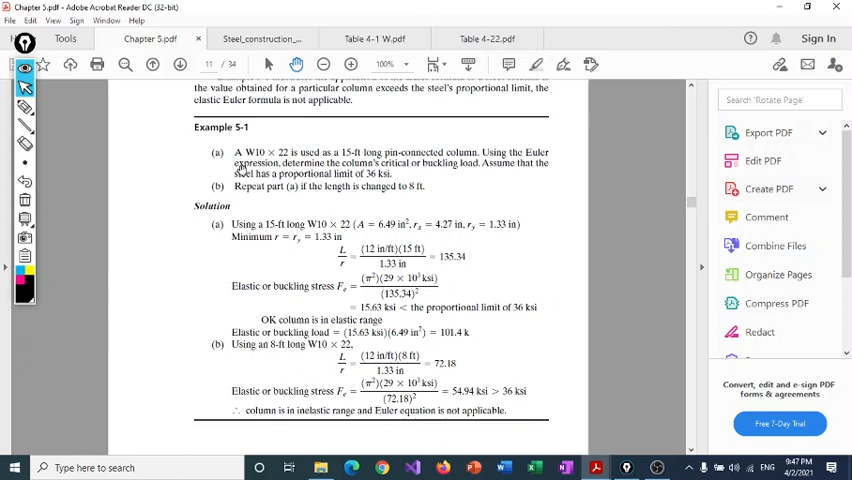 Chapter 5.pdf - Adobe Acrobat Reader DC (32-bit)
File Edit View Sign Window Help
Tools
Chapter 5.pdf
Steel_construction_...
Table 4-1 W.pdf
Table 4-22.pdf
Sign In
11 / 34
100%
the value obtained for a particular column exceeds the steel's proportional limit, the
elastic Euler formula is not applicable.
Example 5-1
(a) A W10 × 22 is used as a 15-ft long pin-connected column. Using the Euler
expression, determine the column's critical or buckling load. Assume that the
steel has a proportional limit of 36 ksi.
(b) Repeat part (a) if the length is changed to 8 ft.
Solution
(a) Using a 15-ft long W10 × 22 (A = 6.49 in², rx = 4.27 in, ry = 1.33 in)
Minimum r = ry = 1.33 in
L/r = (12 in/ft)(15 ft)/1.33 in = 135.34
Elastic or buckling stress Fe = (π²)(29 × 10³ ksi)/(135.34)²
= 15.63 ksi < the proportional limit of 36 ksi
OK column is in elastic range
Elastic or buckling load = (15.63 ksi)(6.49 in²) = 101.4 k
(b) Using an 8-ft long W10 × 22,
L/r = (12 in/ft)(8 ft)/1.33 in = 72.18
Elastic or buckling stress Fe = (π²)(29 × 10³ ksi)/(72.18)² = 54.94 ksi > 36 ksi
∴ column is in inelastic range and Euler equation is not applicable.
Search 'Rotate Page'
Export PDF
Edit PDF
Create PDF
Comment
Combine Files
Organize Pages
Compress PDF
Redact
Convert, edit and e-sign PDF
forms & agreements
Free 7-Day Trial
Type here to search
ENG
9:47 PM
4/2/2021